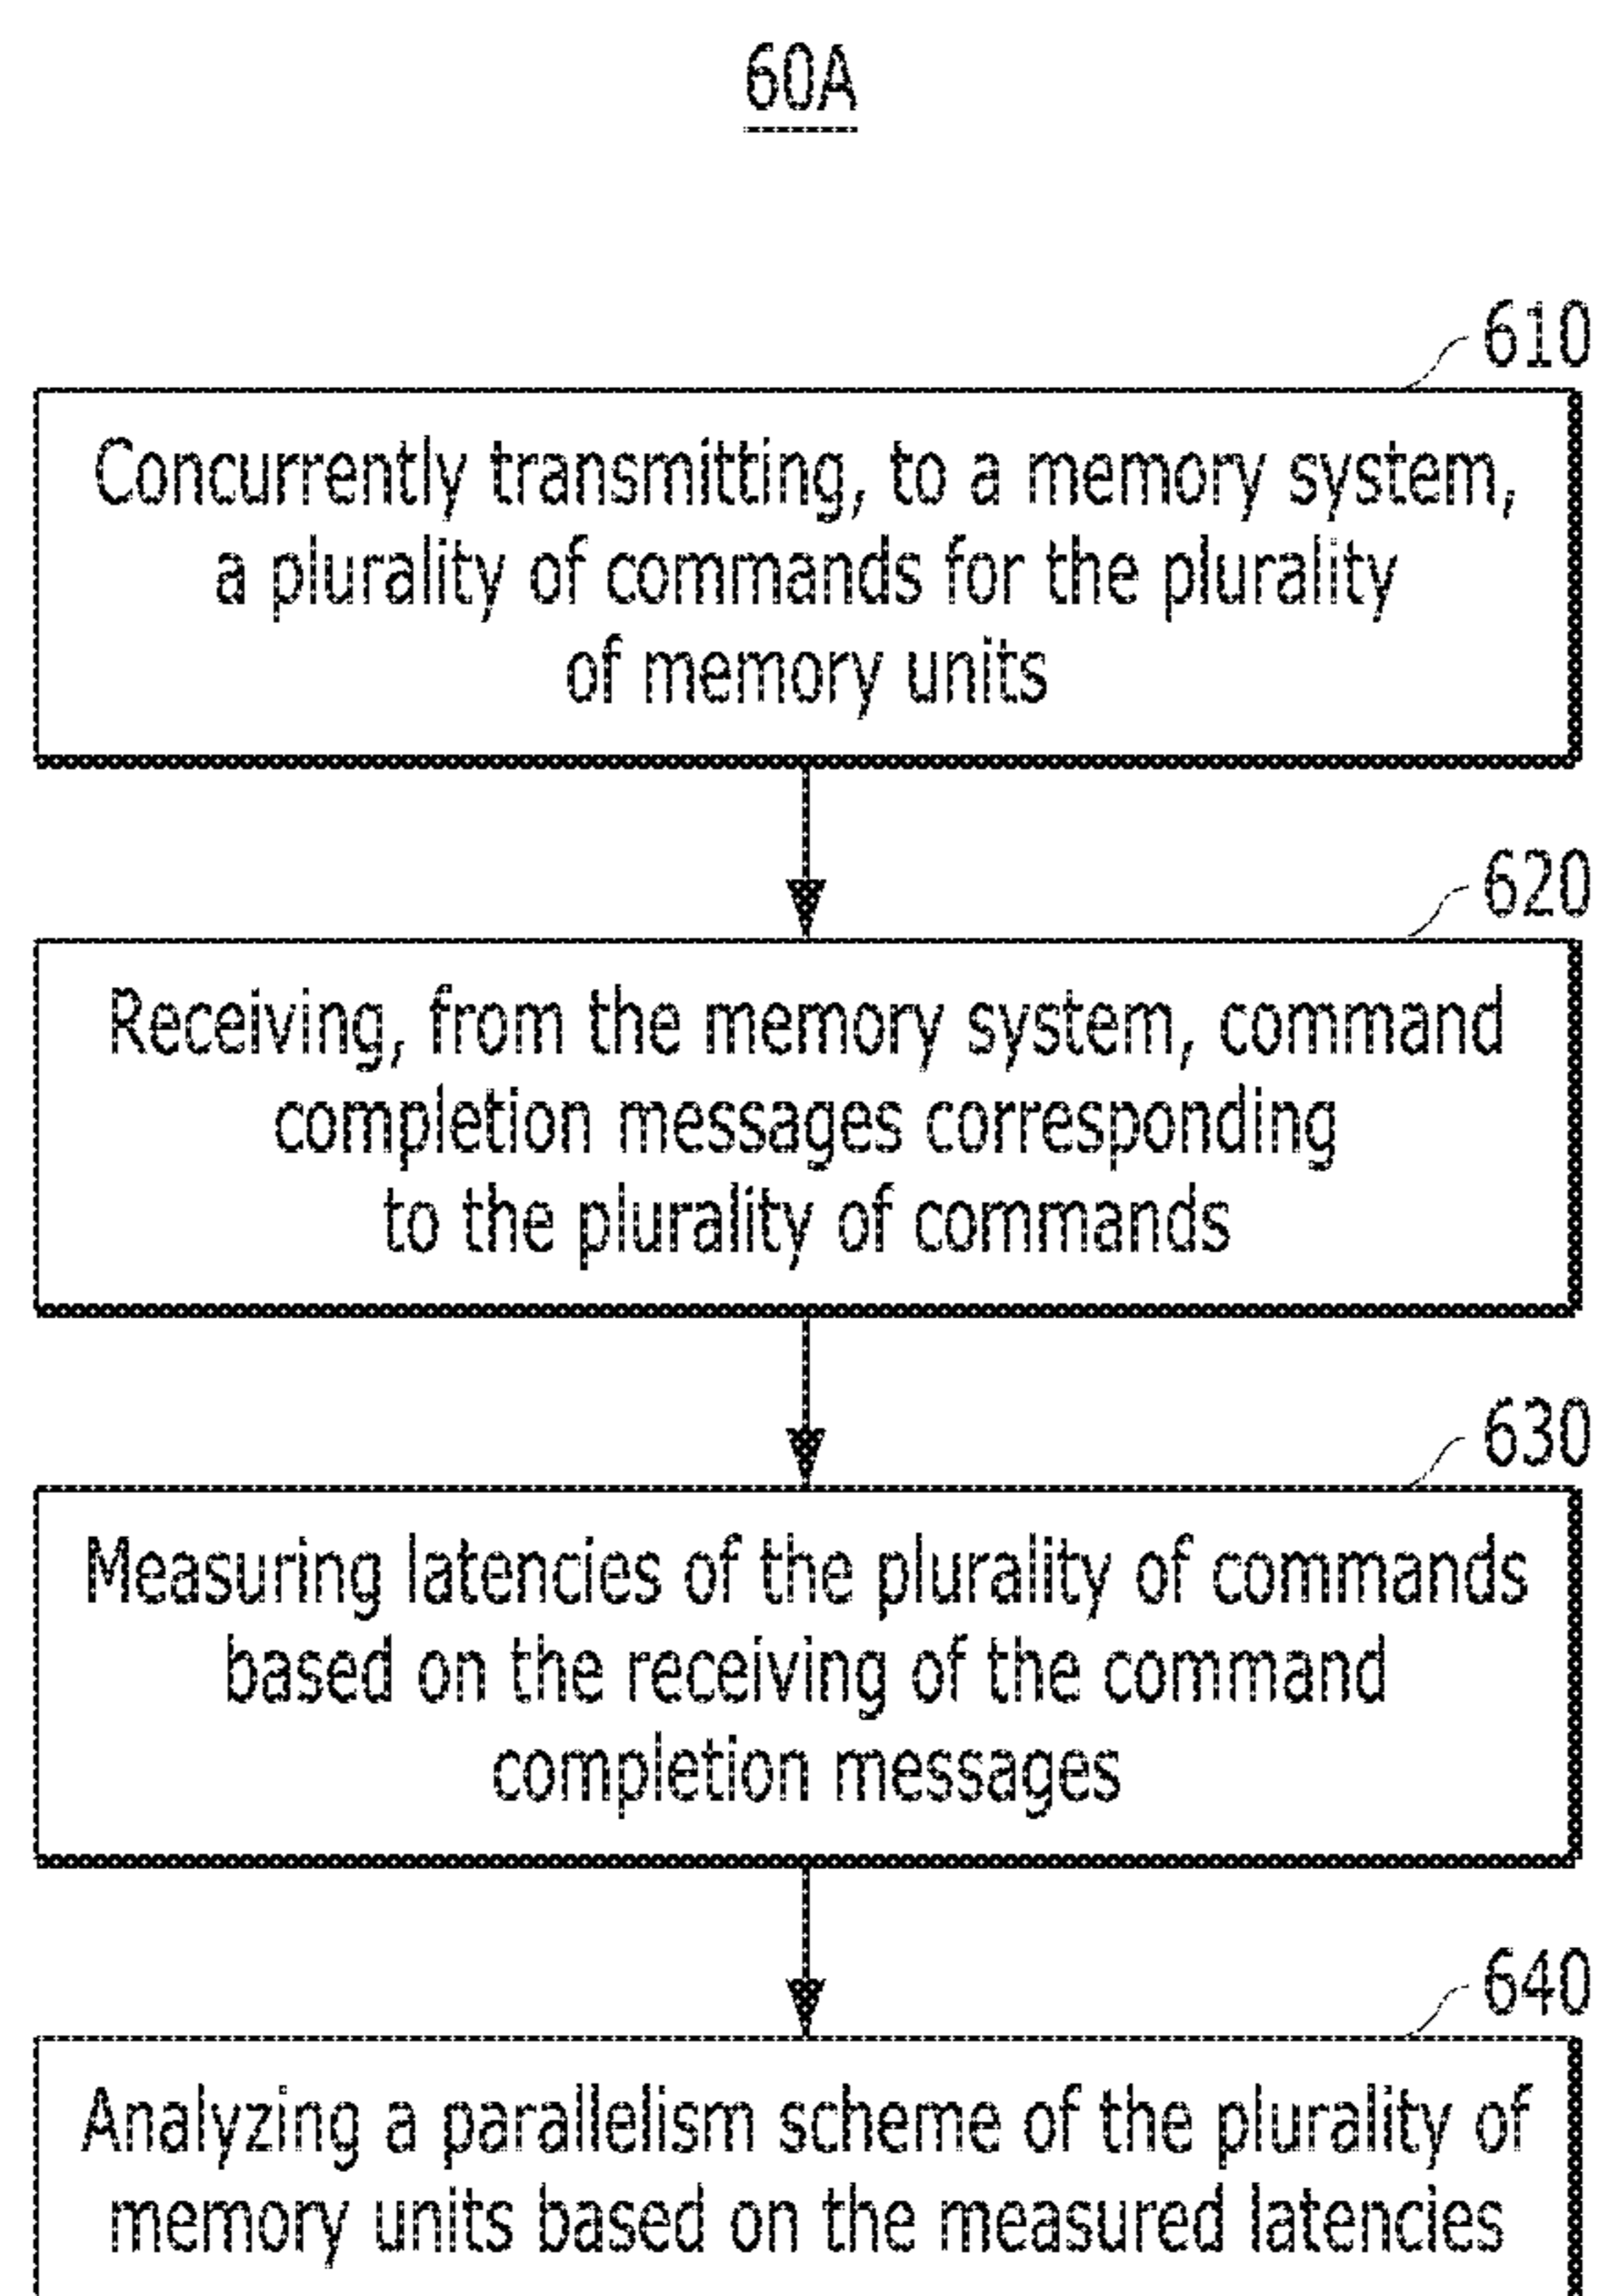 60A
610
Concurrently transmitting, to a memory system,
a plurality of commands for the plurality
of memory units
620
Receiving, from the memory system, command
completion messages corresponding
to the plurality of commands
630
Measuring latencies of the plurality of commands
based on the receiving of the command
completion messages
640
Analyzing a parallelism scheme of the plurality of
memory units based on the measured latencies